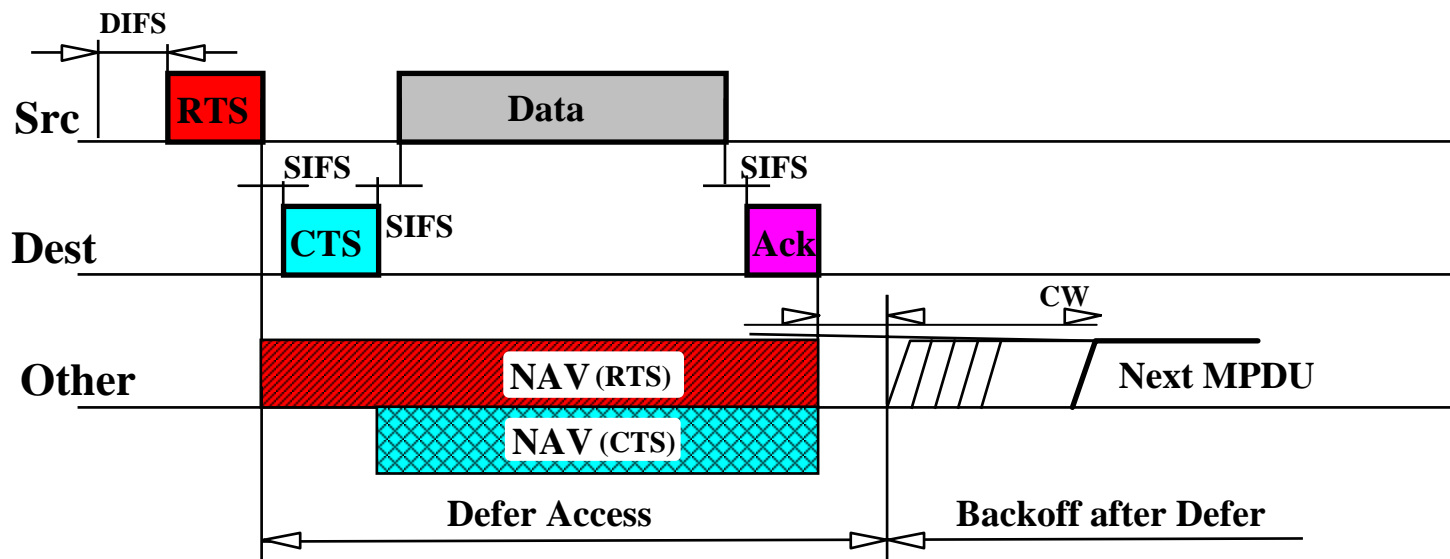 DIFS
Src
RTS
Data
SIFS
SIFS
Dest
CTS
SIFS
Ack
CW
Other
NAV (RTS)
Next MPDU
NAV (CTS)
Defer Access
Backoff after Defer